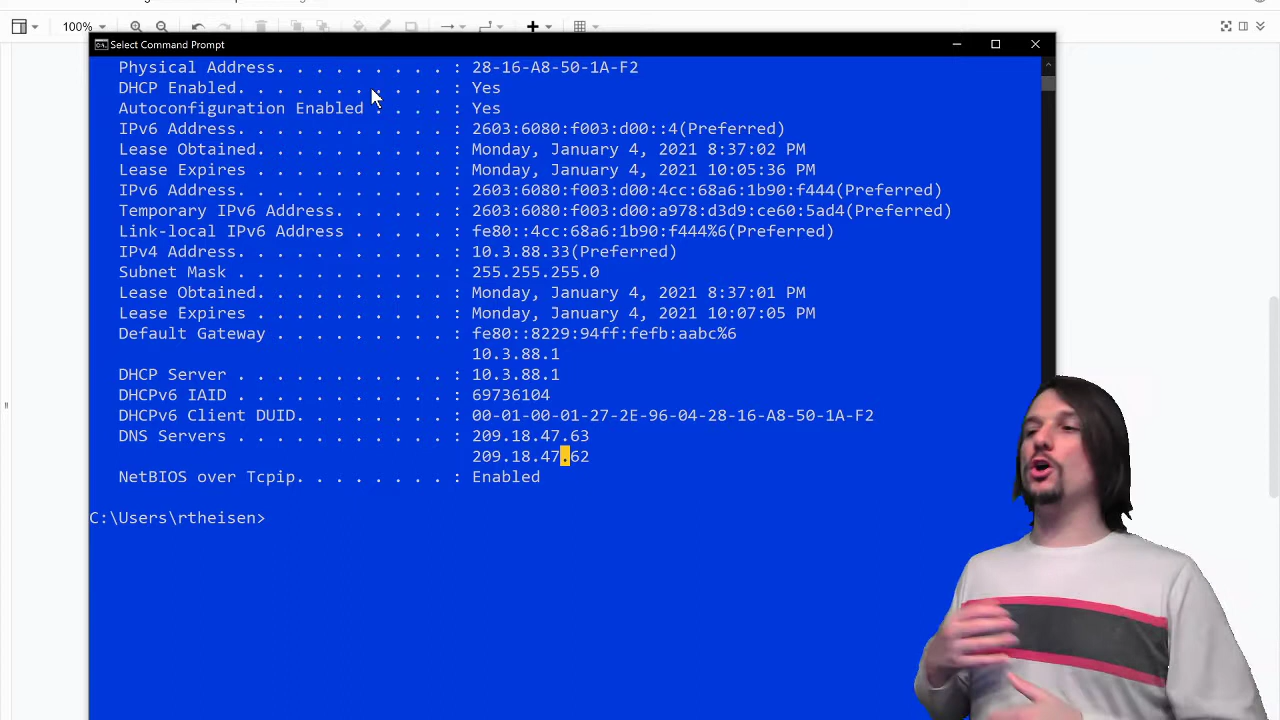 100%
Select Command Prompt
Physical Address. . . . . . . . . : 28-16-A8-50-1A-F2
DHCP Enabled. . . . . . . . . . . : Yes
Autoconfiguration Enabled . . . . : Yes
IPv6 Address. . . . . . . . . . . : 2603:6080:f003:d00::4(Preferred)
Lease Obtained. . . . . . . . . . : Monday, January 4, 2021 8:37:02 PM
Lease Expires . . . . . . . . . . : Monday, January 4, 2021 10:05:36 PM
IPv6 Address. . . . . . . . . . . : 2603:6080:f003:d00:4cc:68a6:1b90:f444(Preferred)
Temporary IPv6 Address. . . . . . : 2603:6080:f003:d00:a978:d3d9:ce60:5ad4(Preferred)
Link-local IPv6 Address . . . . . : fe80::4cc:68a6:1b90:f444%6(Preferred)
IPv4 Address. . . . . . . . . . . : 10.3.88.33(Preferred)
Subnet Mask . . . . . . . . . . . : 255.255.255.0
Lease Obtained. . . . . . . . . . : Monday, January 4, 2021 8:37:01 PM
Lease Expires . . . . . . . . . . : Monday, January 4, 2021 10:07:05 PM
Default Gateway . . . . . . . . . : fe80::8229:94ff:fefb:aabc%6
10.3.88.1
DHCP Server . . . . . . . . . . . : 10.3.88.1
DHCPv6 IAID . . . . . . . . . . . : 69736104
DHCPv6 Client DUID. . . . . . . . : 00-01-00-01-27-2E-96-04-28-16-A8-50-1A-F2
DNS Servers . . . . . . . . . . . : 209.18.47.63
209.18.47.62
NetBIOS over Tcpip. . . . . . . . : Enabled
C:\Users\rtheisen>